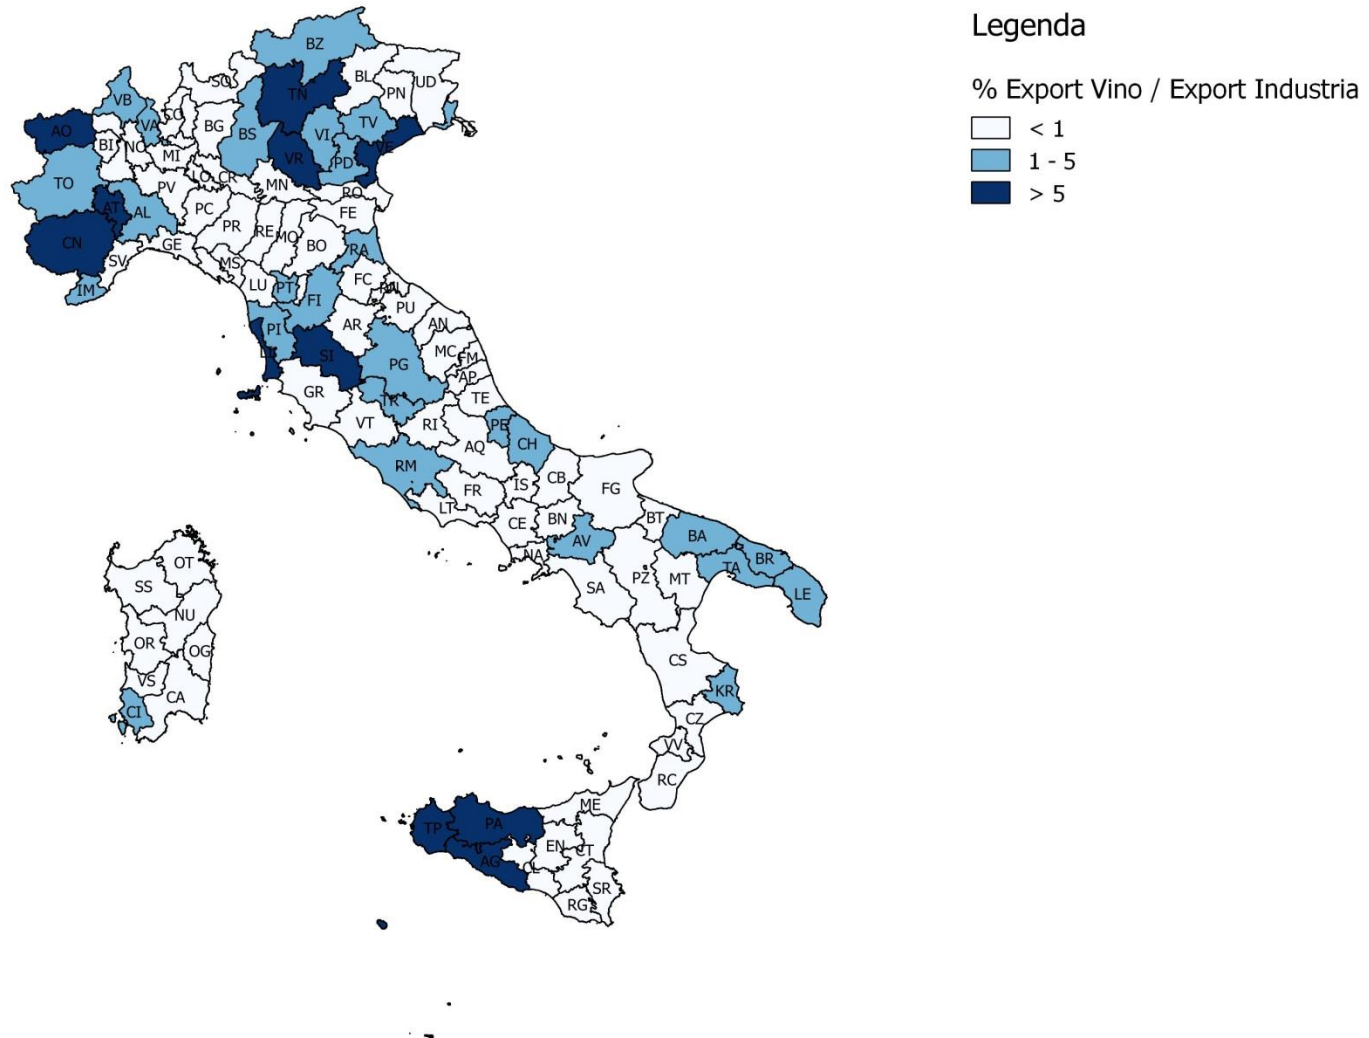 Legenda
% Export Vino / Export Industria
< 1
1 - 5
> 5
BZ
SO
BL
UD
TN
PN
VB
VA
CO
BG
BS
VI
TV
AO
BI
NO
MI
VR
PD
VE
TO
PV
LO
CR
MN
RO
AT
AL
PC
FE
CN
GE
PR
RE
MO
BO
SV
MS
RA
IM
LU
PT
FI
FC
RN
PU
PI
AR
AN
LI
SI
MC
PG
FM
AP
GR
TR
TE
VT
RI
PE
AQ
CH
RM
IS
CB
FR
FG
LT
CE
BN
BT
NA
AV
BA
BR
OT
SA
PZ
MT
TA
LE
SS
NU
OR
OG
CS
VS
CA
KR
CI
CZ
VV
RC
ME
TP
PA
EN
CT
AG
CL
SR
RG